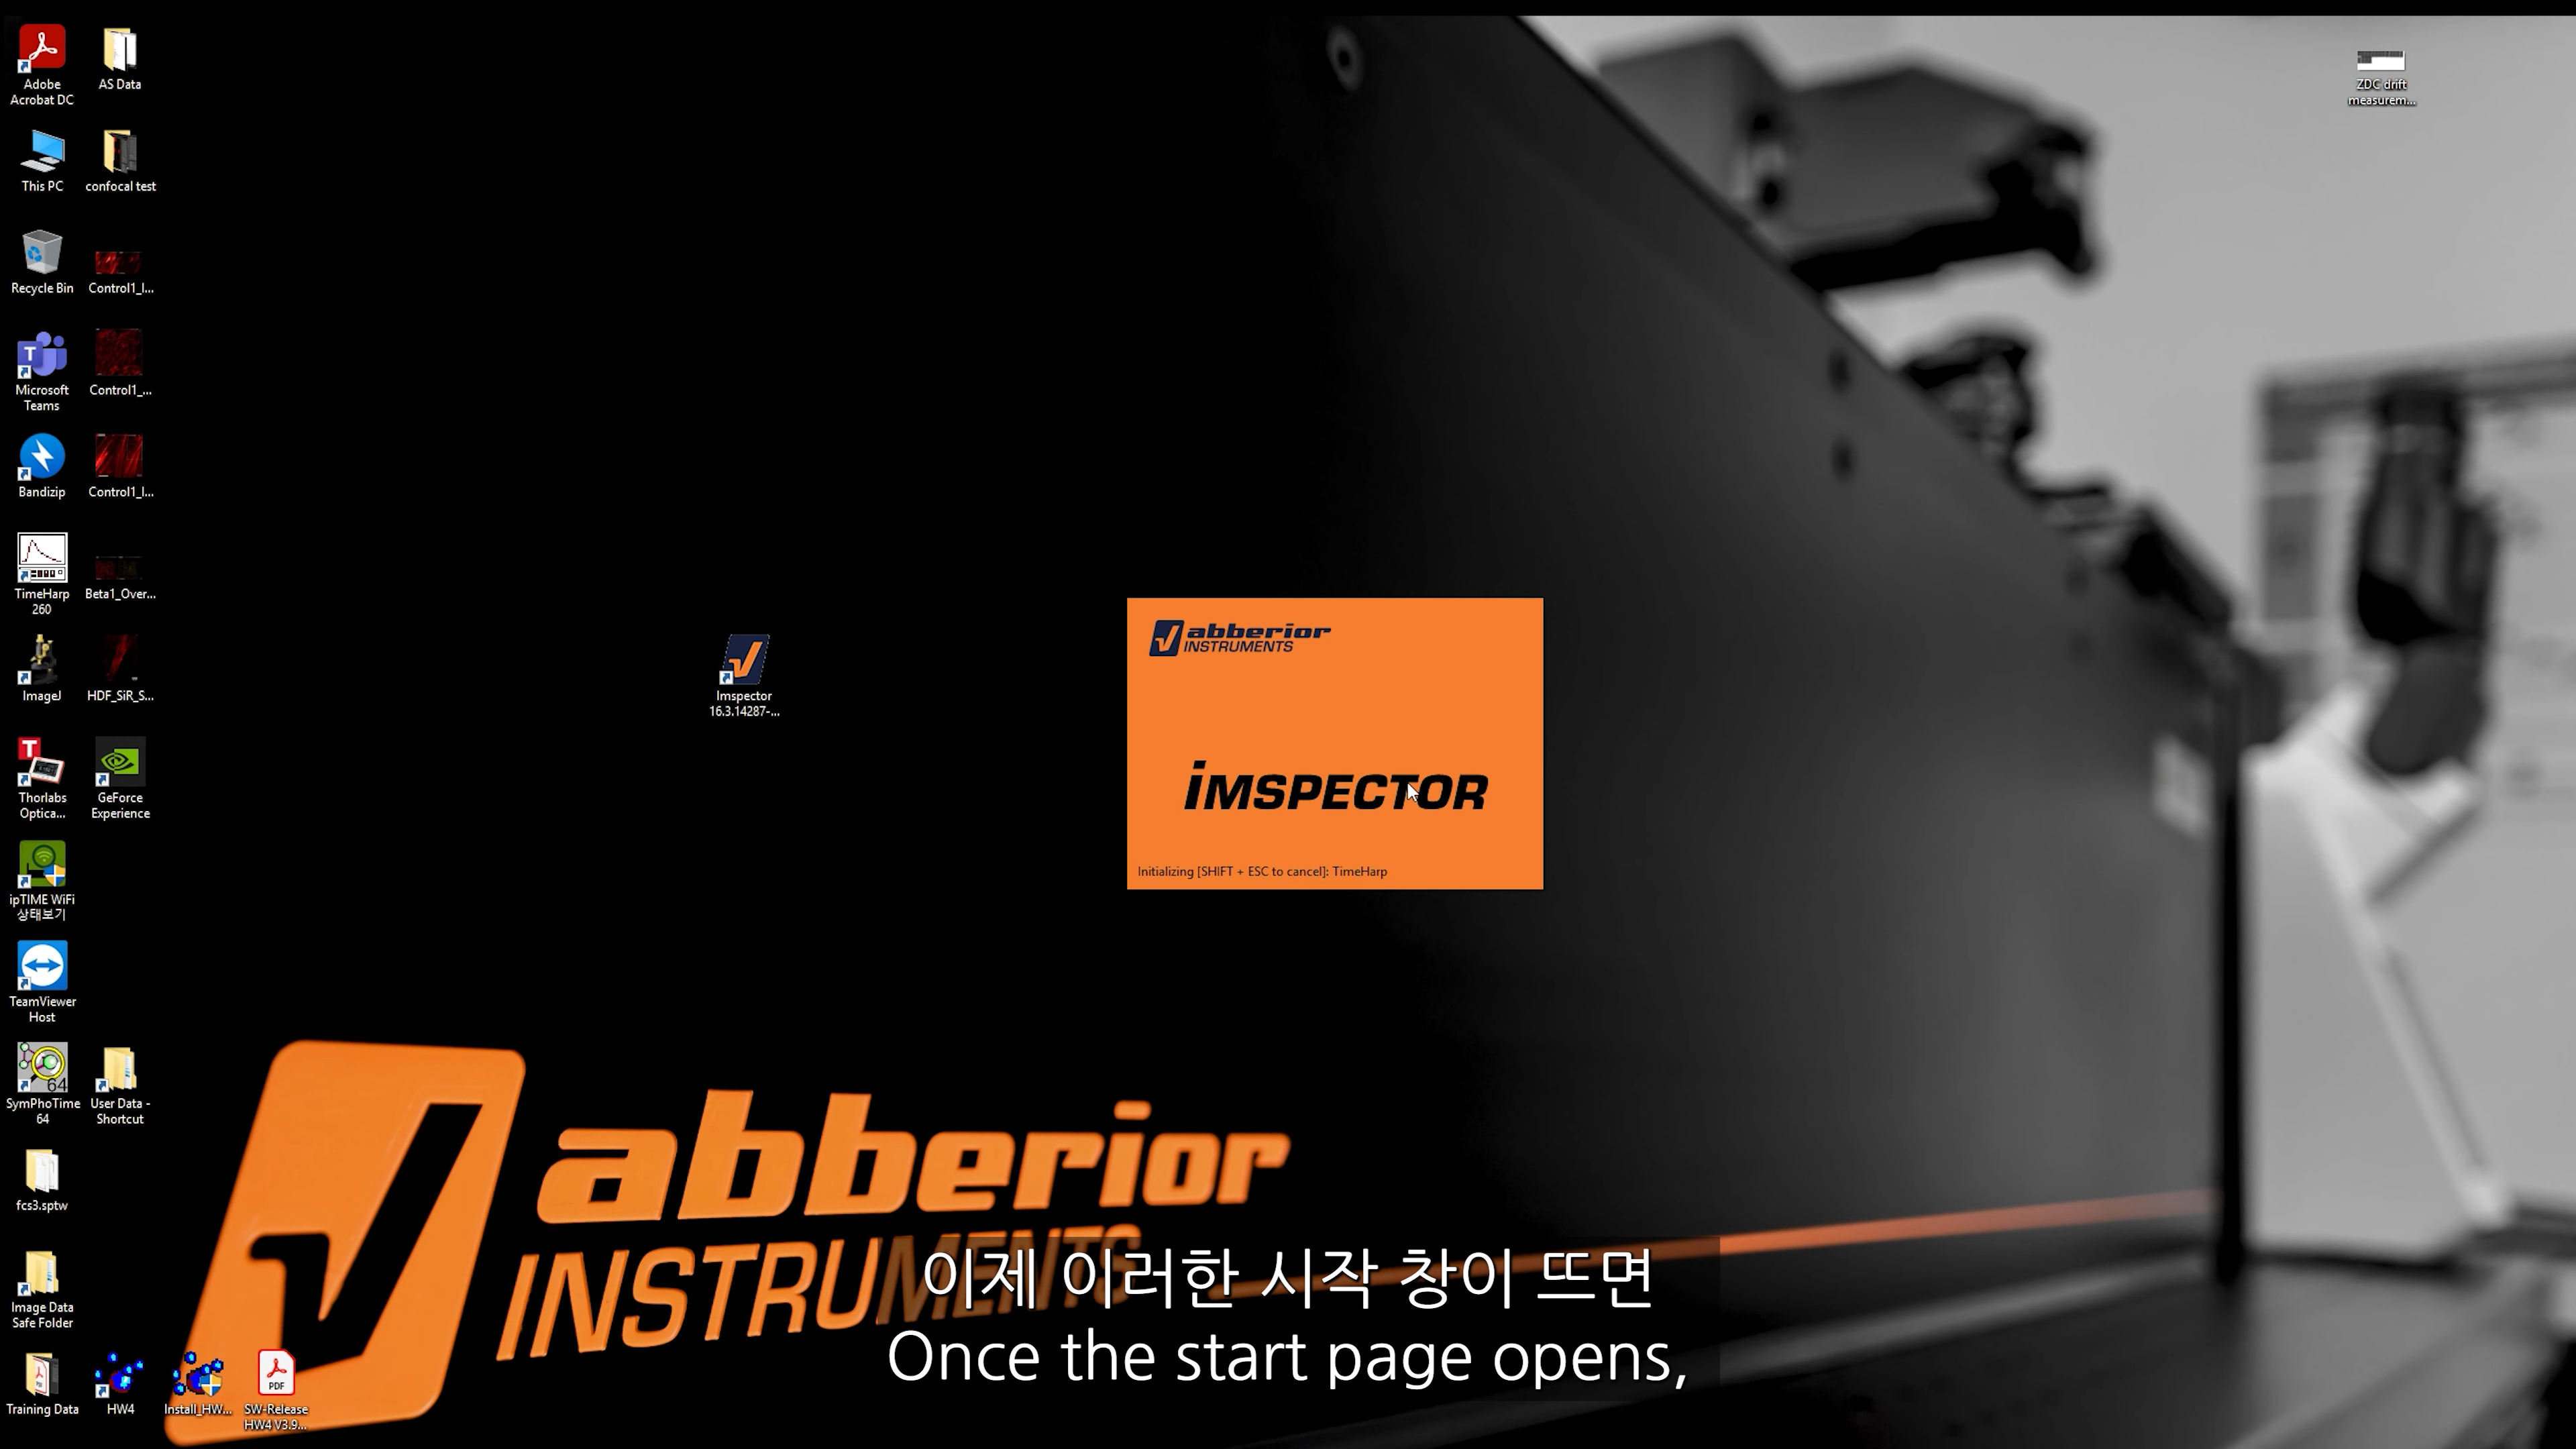 Adobe
Acrobat DC
AS Data
This PC
confocal test
Recycle Bin
Control1_I...
Microsoft
Teams
Control1_...
Bandizip
Control1_I...
TimeHarp
260
Beta1_Over...
ImageJ
HDF_SiR_S...
Thorlabs
Optica...
GeForce
Experience
ipTIME WiFi
상태보기
TeamViewer
Host
SymPhoTime
64
User Data -
Shortcut
fcs3.sptw
Image Data
Safe Folder
Training Data
HW4
Install_HW...
PDF
SW-Release
HW4 V3.9...
ZDC drift
measurem...
Imspector
16.3.14287-...
abberior
INSTRUMENTS
iMSPECTOR
Initializing [SHIFT + ESC to cancel]: TimeHarp
abberior
INSTRUMENTS
이제 이러한 시작 창이 뜨면
Once the start page opens,